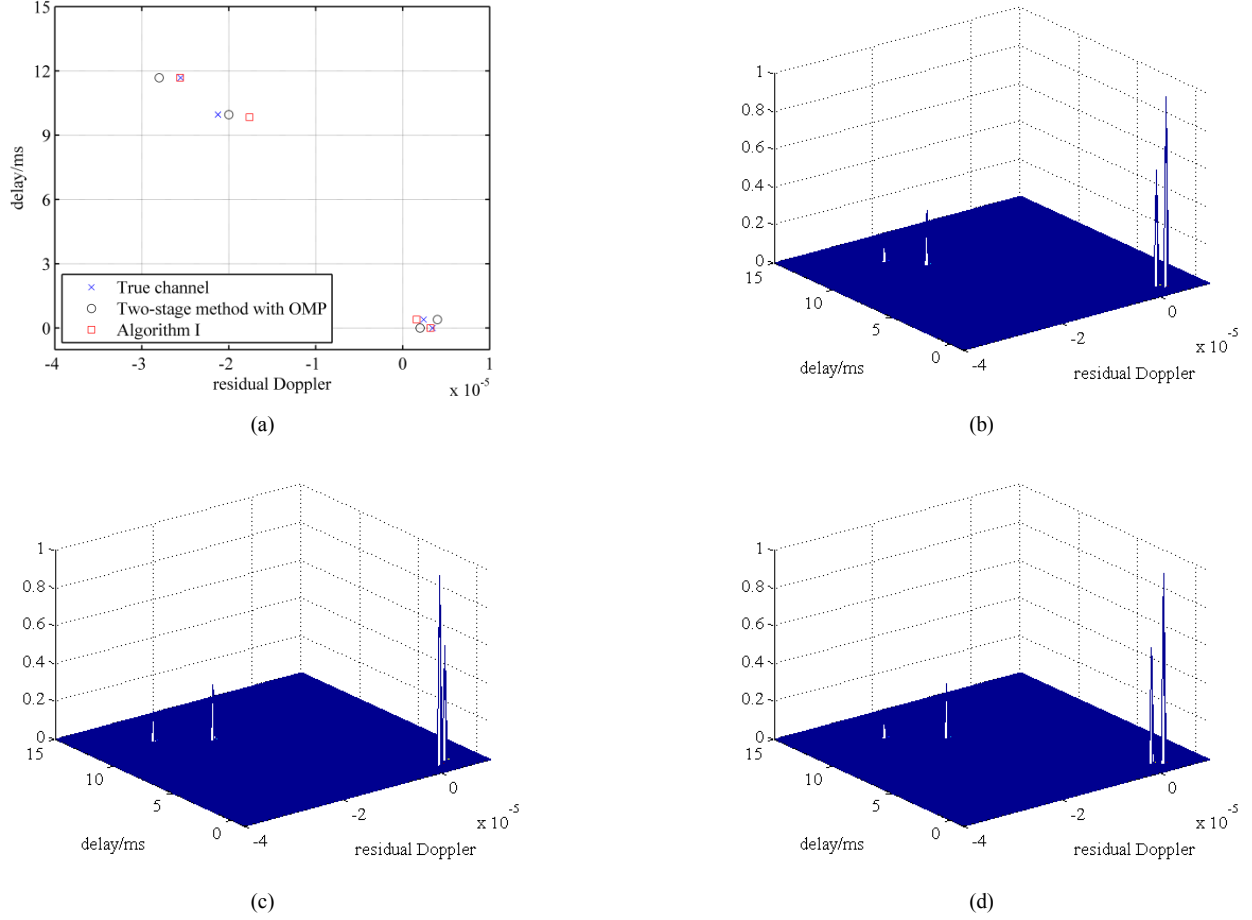 15
12
9
6
3
0
delay/ms
True channel
Two-stage method with OMP
Algorithm I
-4 -3 -2 -1 0 1
residual Doppler
x 10-5
(a)
1
0.8
0.6
0.4
0.2
0
15
10
5
0
delay/ms
-4
-2
0
x 10-5
residual Doppler
(b)
1
0.8
0.6
0.4
0.2
0
15
10
5
0
delay/ms
-4
-2
0
x 10-5
residual Doppler
(c)
1
0.8
0.6
0.4
0.2
0
15
10
5
0
delay/ms
-4
-2
0
x 10-5
residual Doppler
(d)